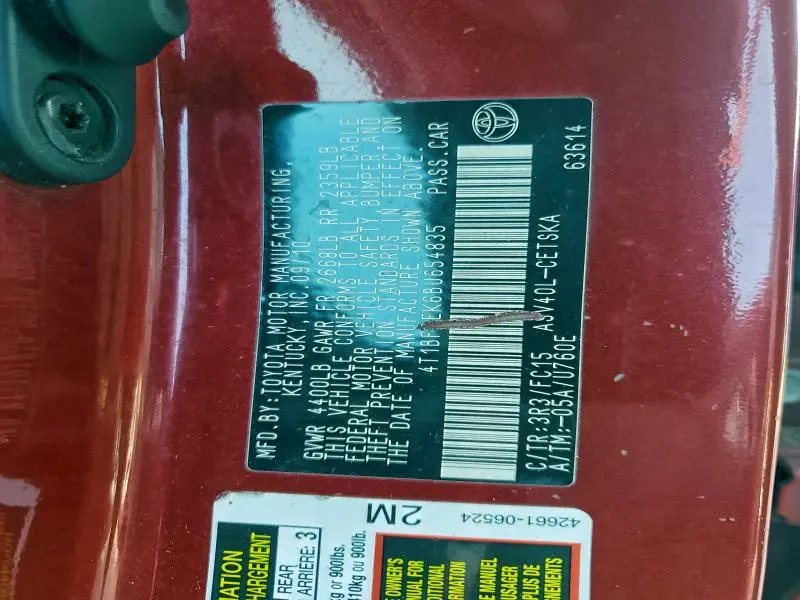 MFD.BY:TOYOTA MOTOR MANUFACTURING,
KENTUCKY, INC. 09/10
GVWR 4400LB GAWR FR 2668LB RR 2359LB
THIS VEHICLE CONFORMS TO ALL APPLICABLE
FEDERAL MOTOR VEHICLE SAFETY, BUMPER AND
THEFT PREVENTION STANDARDS IN EFFECT ON
THE DATE OF MANUFACTURE SHOWN ABOVE.
PASS.CAR
C/TR:3R3/FC15 ASV40L-CETSKA
A/TM:-05A/U760E 63614
2M
42661-06524
REAR
ARRIÈRE: 3